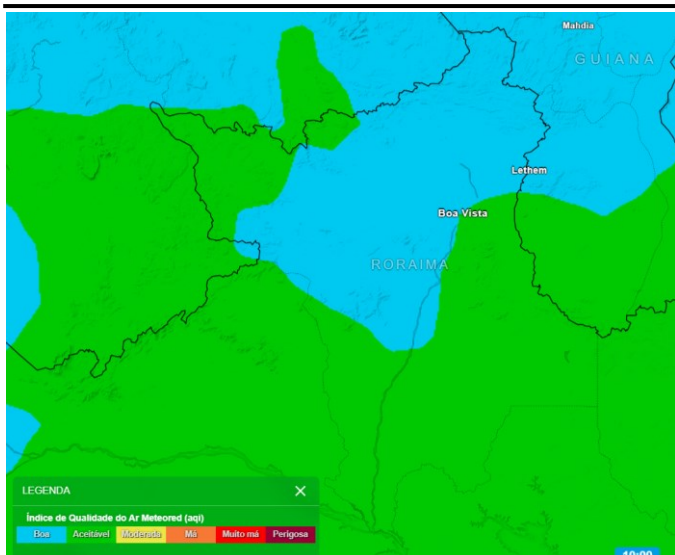 Mahdia
GUIANA
Lethem
Boa Vista
RORAIMA
LEGENDA
Índice de Qualidade do Ar Meteored (aqi)
Boa Aceitável Moderada Má Muito má Perigosa